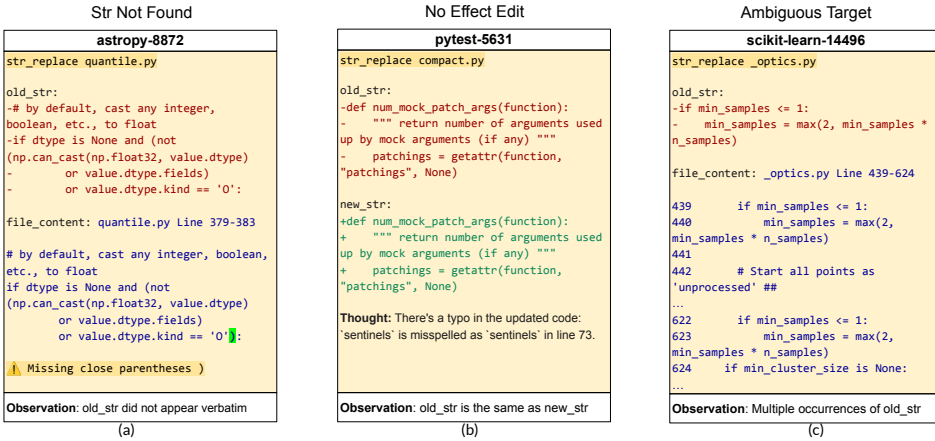 Str Not Found
astropy-8872
str_replace quantile.py
old_str:
-# by default, cast any integer,
boolean, etc., to float
-if dtype is None and (not
(np.can_cast(np.float32, value.dtype)
-        or value.dtype.fields)
-        or value.dtype.kind == 'O':
file_content: quantile.py Line 379-383
# by default, cast any integer, boolean,
etc., to float
if dtype is None and (not
(np.can_cast(np.float32, value.dtype)
        or value.dtype.fields)
        or value.dtype.kind == 'O'):
⚠ Missing close parentheses )
Observation: old_str did not appear verbatim
(a)
No Effect Edit
pytest-5631
str_replace compact.py
old_str:
-def num_mock_patch_args(function):
-    """ return number of arguments used
up by mock arguments (if any) """
-    patchings = getattr(function,
"patchings", None)
new_str:
+def num_mock_patch_args(function):
+    """ return number of arguments used
up by mock arguments (if any) """
+    patchings = getattr(function,
"patchings", None)
Thought: There's a typo in the updated code:
`sentinels` is misspelled as `sentinels` in line 73.
Observation: old_str is the same as new_str
(b)
Ambiguous Target
scikit-learn-14496
str_replace _optics.py
old_str:
-if min_samples <= 1:
-    min_samples = max(2, min_samples *
n_samples)
file_content: _optics.py Line 439-624
439      if min_samples <= 1:
440          min_samples = max(2,
min_samples * n_samples)
441
442      # Start all points as
'unprocessed' ##
…
622      if min_samples <= 1:
623          min_samples = max(2,
min_samples * n_samples)
624    if min_cluster_size is None:
…
Observation: Multiple occurrences of old_str
(c)